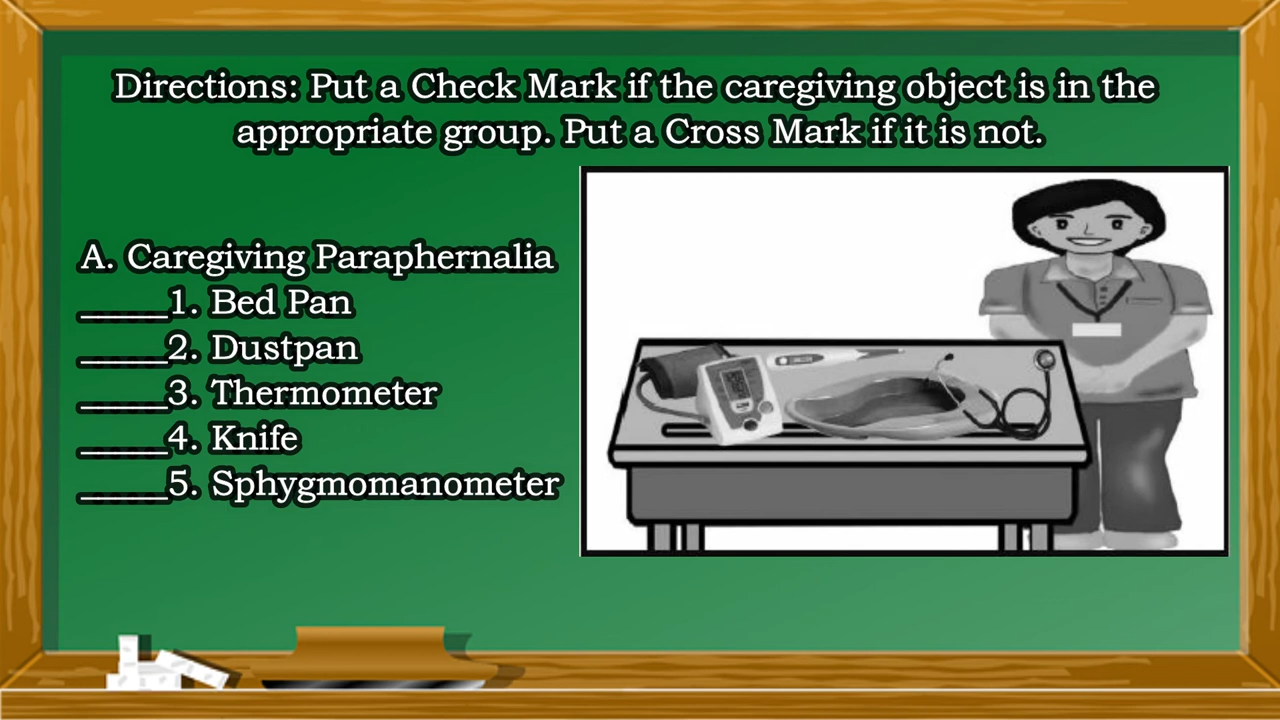 Directions: Put a Check Mark if the caregiving object is in the
appropriate group. Put a Cross Mark if it is not.
A. Caregiving Paraphernalia
_____1. Bed Pan
_____2. Dustpan
_____3. Thermometer
_____4. Knife
_____5. Sphygmomanometer